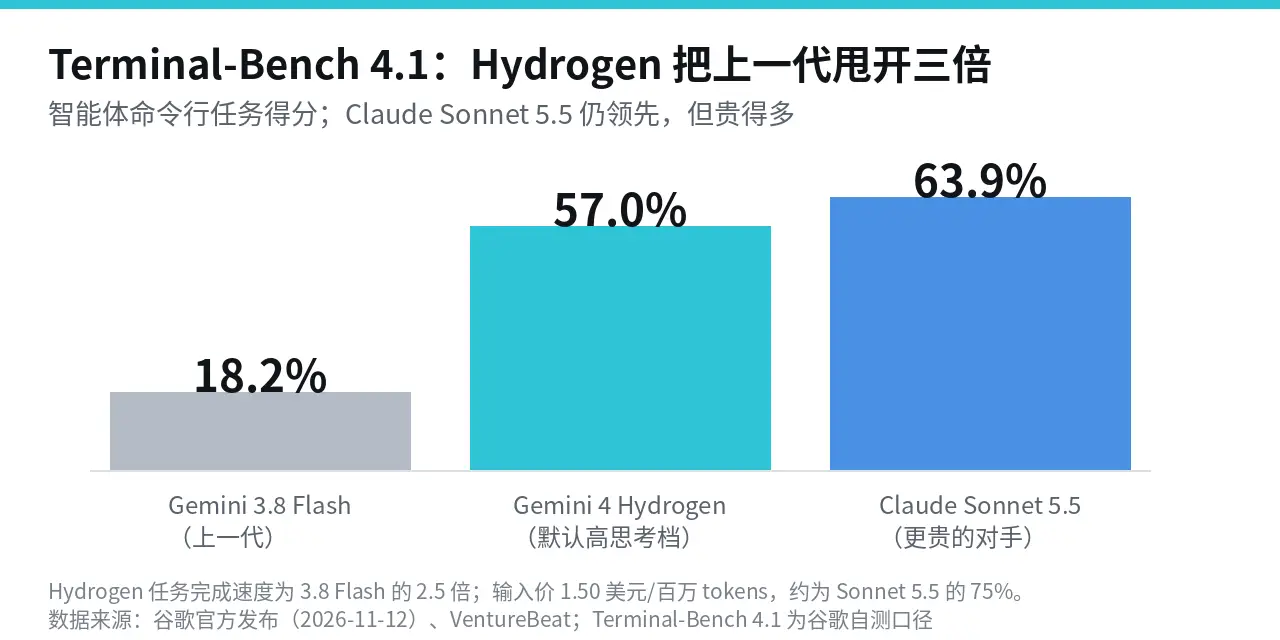 Terminal-Bench 4.1：Hydrogen 把上一代甩开三倍
智能体命令行任务得分；Claude Sonnet 5.5 仍领先，但贵得多
18.2%
57.0%
63.9%
Gemini 3.8 Flash
（上一代）
Gemini 4 Hydrogen
（默认高思考档）
Claude Sonnet 5.5
（更贵的对手）
Hydrogen 任务完成速度为 3.8 Flash 的 2.5 倍；输入价 1.50 美元/百万 tokens，约为 Sonnet 5.5 的 75%。
数据来源：谷歌官方发布（2026-11-12）、VentureBeat；Terminal-Bench 4.1 为谷歌自测口径